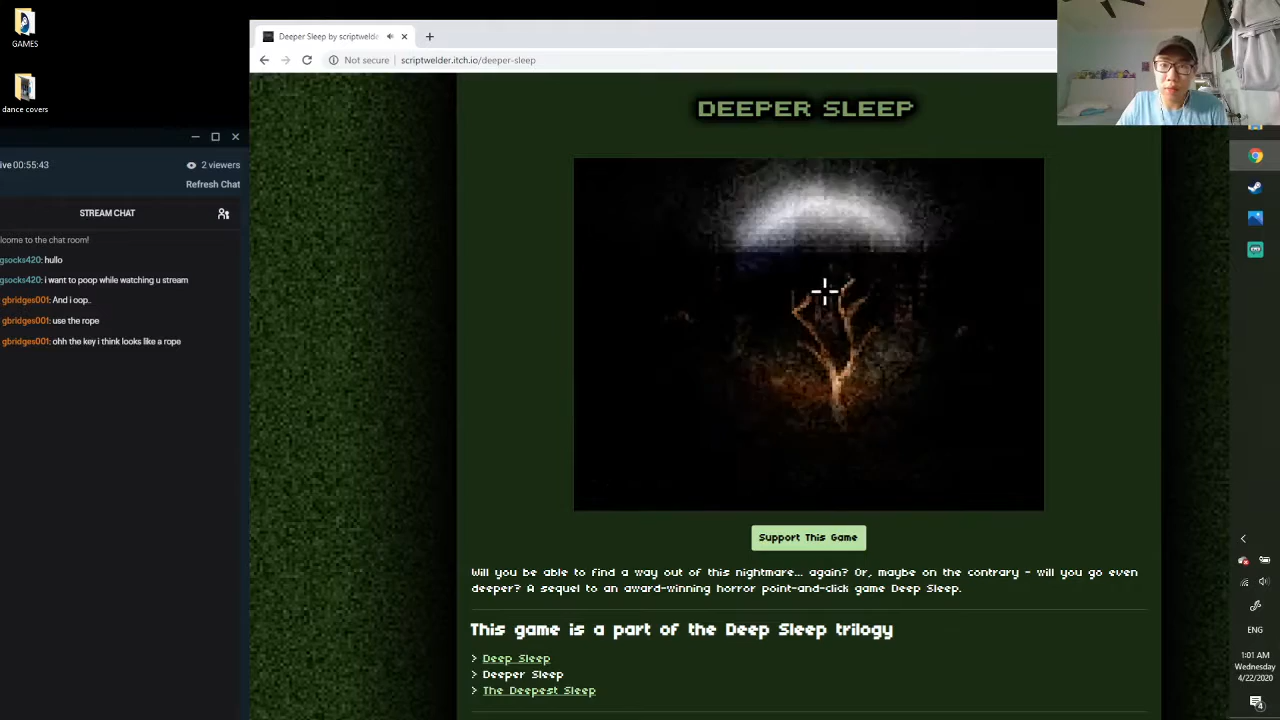 GAMES
dance covers
Deeper Sleep by scriptwelde
Not secure
scriptwelder.itch.io/deeper-sleep
ive 00:55:43
2 viewers
Refresh Chat
STREAM CHAT
lcome to the chat room!
gsocks420: hullo
gsocks420: i want to poop while watching u stream
gbridges001: And i oop..
gbridges001: use the rope
gbridges001: ohh the key i think looks like a rope
DEEPER SLEEP
Support This Game
Will you be able to find a way out of this nightmare... again? Or, maybe on the contrary - will you go even
deeper? A sequel to an award-winning horror point-and-click game Deep Sleep.
This game is a part of the Deep Sleep trilogy
> Deep Sleep
> Deeper Sleep
> The Deepest Sleep
ENG
1:01 AM
Wednesday
4/22/2020
4